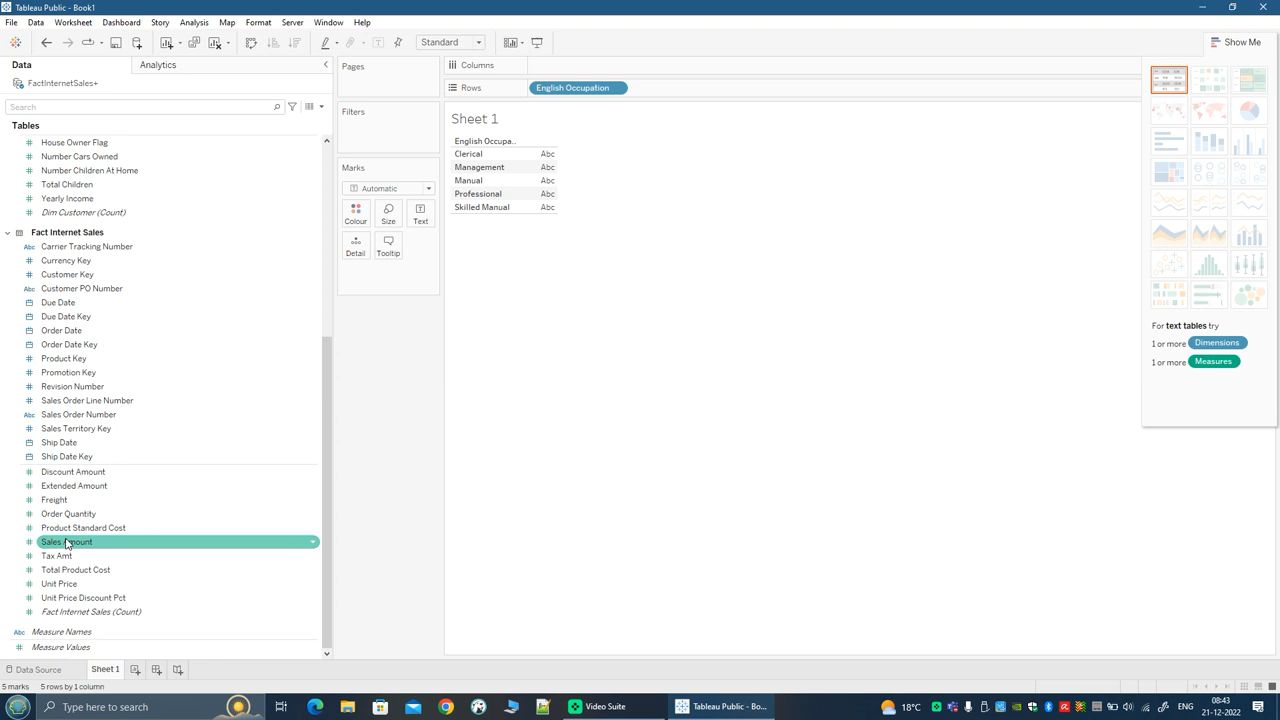 Tableau Public - Book1
File Data Worksheet Dashboard Story Analysis Map Format Server Window Help
Standard
Show Me
Data Analytics
FactInternetSales+
Search
Tables
House Owner Flag
Number Cars Owned
Number Children At Home
Total Children
Yearly Income
Dim Customer (Count)
Fact Internet Sales
Abc Carrier Tracking Number
Currency Key
Customer Key
Abc Customer PO Number
Due Date
Due Date Key
Order Date
Order Date Key
Product Key
Promotion Key
Revision Number
Sales Order Line Number
Abc Sales Order Number
Sales Territory Key
Ship Date
Ship Date Key
Discount Amount
Extended Amount
Freight
Order Quantity
Product Standard Cost
Sales Amount
Tax Amt
Total Product Cost
Unit Price
Unit Price Discount Pct
Fact Internet Sales (Count)
Abc Measure Names
Measure Values
Pages
Filters
Marks
Automatic
Colour Size Text
Detail Tooltip
Columns
Rows English Occupation
Sheet 1
English Occupa..
Clerical Abc
Management Abc
Manual Abc
Professional Abc
Skilled Manual Abc
For text tables try
1 or more Dimensions
1 or more Measures
Data Source Sheet 1
5 marks 5 rows by 1 column
Type here to search
Video Suite
Tableau Public - Boo...
18°C
ENG
08:43
21-12-2022